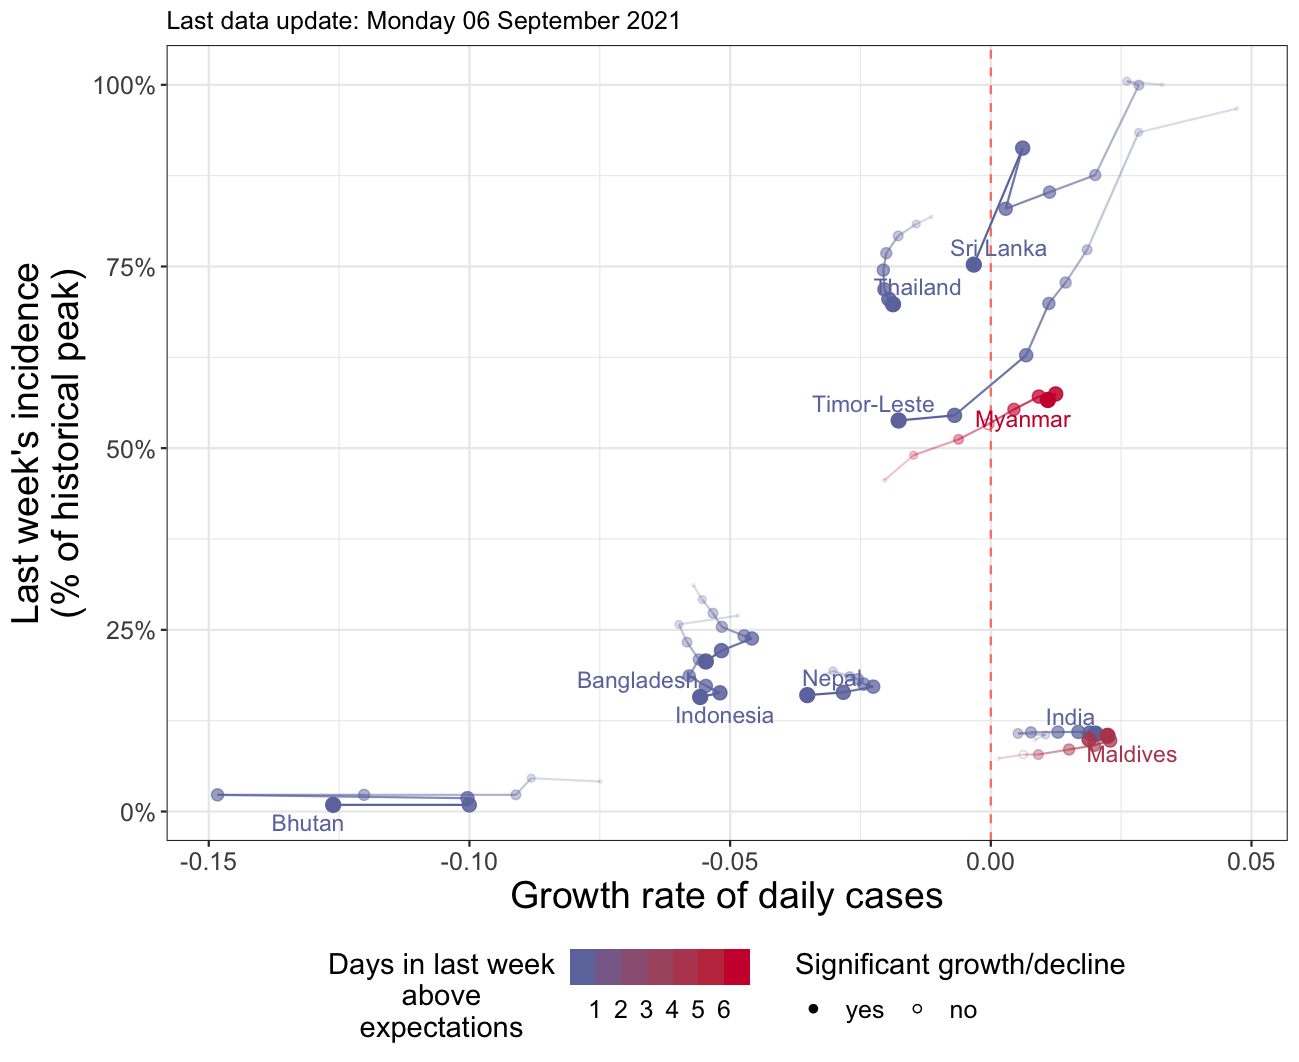 Last data update: Monday 06 September 2021
Last week's incidence
(% of historical peak)
100%
75%
50%
25%
0%
Sri Lanka
Thailand
Timor-Leste
Myanmar
Bangladesh
Nepal
Indonesia
India
Maldives
Bhutan
-0.15 -0.10 -0.05 0.00 0.05
Growth rate of daily cases
Days in last week
above
expectations
1 2 3 4 5 6
Significant growth/decline
yes no